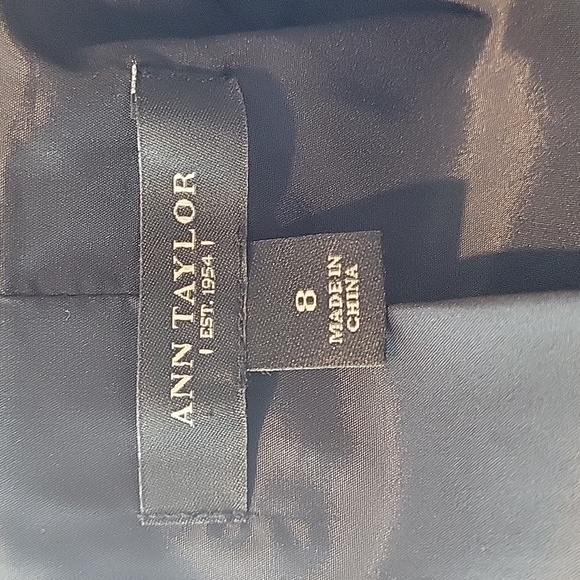 ANN TAYLOR
EST. 1954
8
MADE IN
CHINA